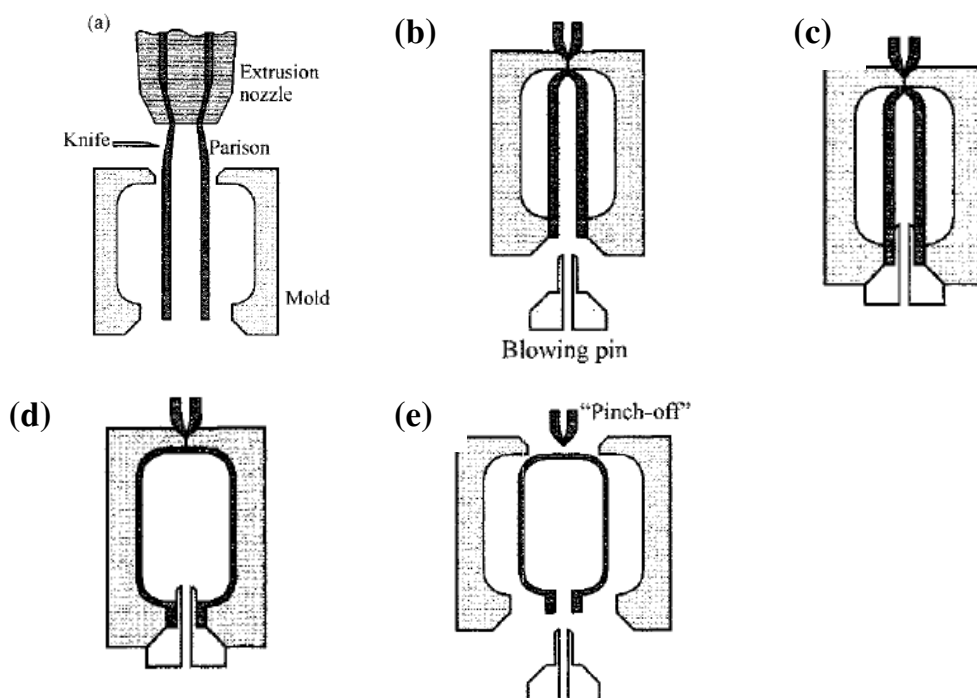 (a)
Extrusion
nozzle
Knife
Parison
Mold
(b)
Blowing pin
(c)
(d)
(e)
"Pinch-off"